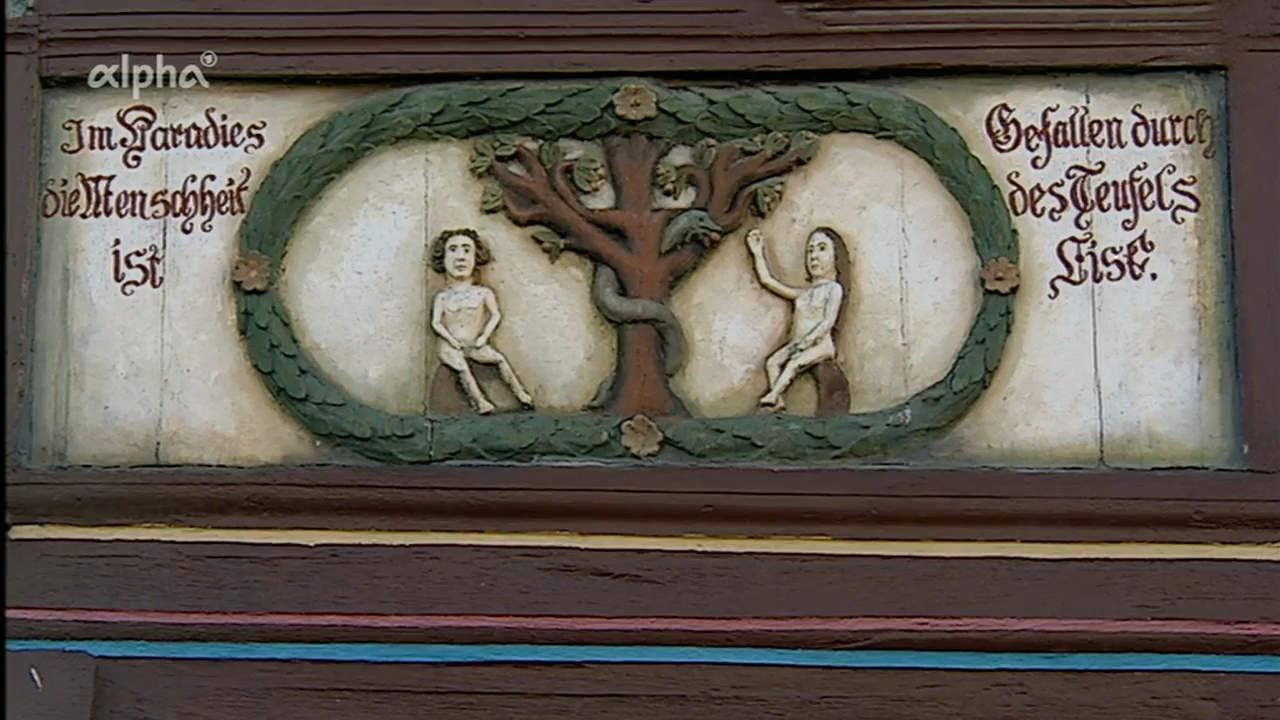 alpha
Im Paradies
die Menschheit
ist
Gefallen durch
des Teufels
List.